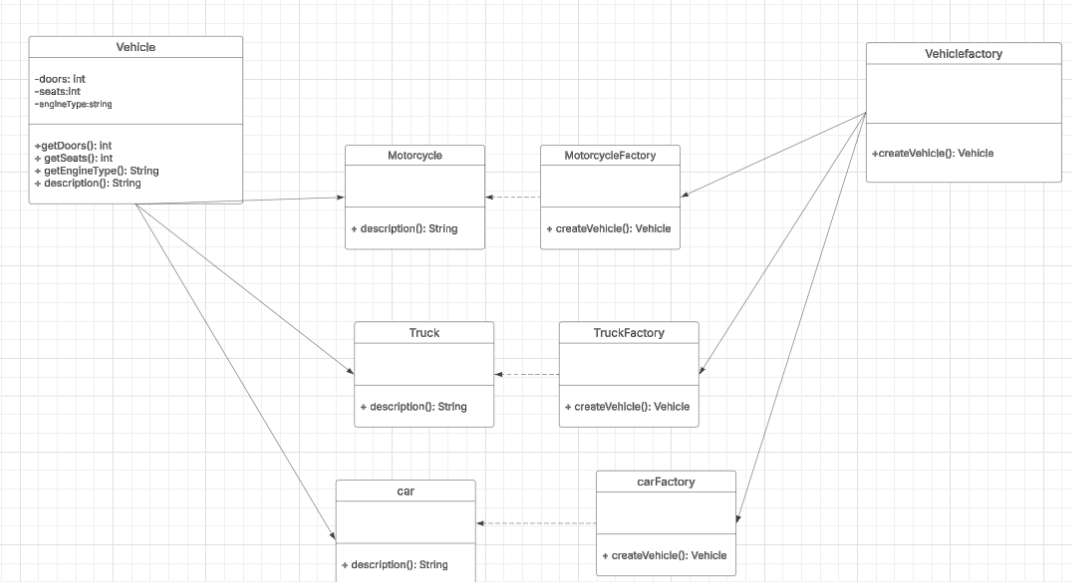 Vehicle
-doors: int
-seats:int
-engineType:string
+getDoors(): int
+ getSeats(): int
+ getEngineType(): String
+ description(): String
Motorcycle
+ description(): String
MotorcycleFactory
+ createVehicle(): Vehicle
Vehiclefactory
+createVehicle(): Vehicle
Truck
+ description(): String
TruckFactory
+ createVehicle(): Vehicle
car
+ description(): String
carFactory
+ createVehicle(): Vehicle